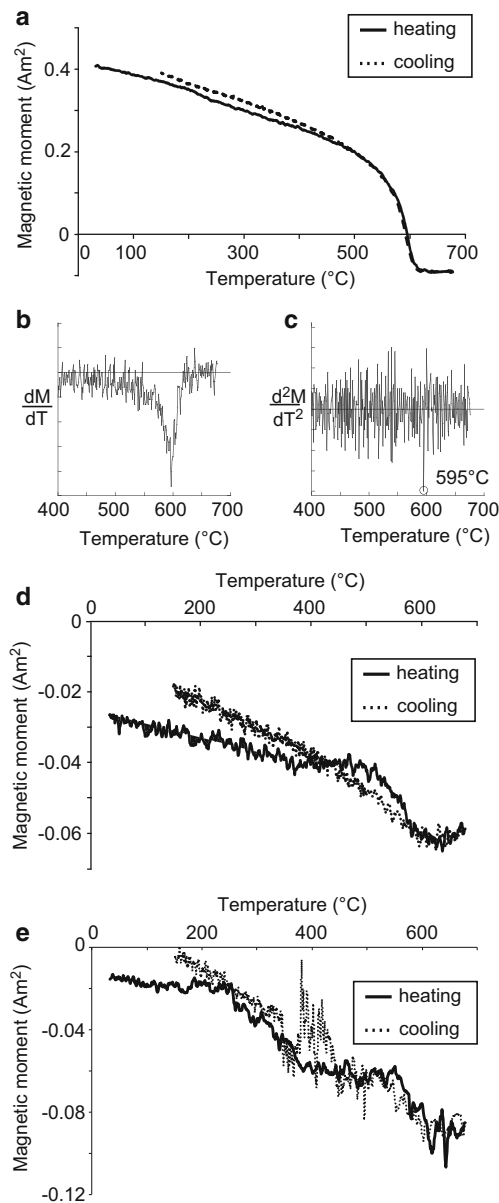 a
heating
cooling
Magnetic moment (Am²)
0.4
0.2
0
100
300
500
700
Temperature (°C)
b
dM
dT
400
500
600
700
Temperature (°C)
c
d²M
dT²
595°C
400
500
600
700
Temperature (°C)
d
Temperature (°C)
0
200
400
600
0
-0.02
-0.04
-0.06
Magnetic moment (Am²)
heating
cooling
e
Temperature (°C)
0
200
400
600
0
-0.04
-0.08
-0.12
Magnetic moment (Am²)
heating
cooling